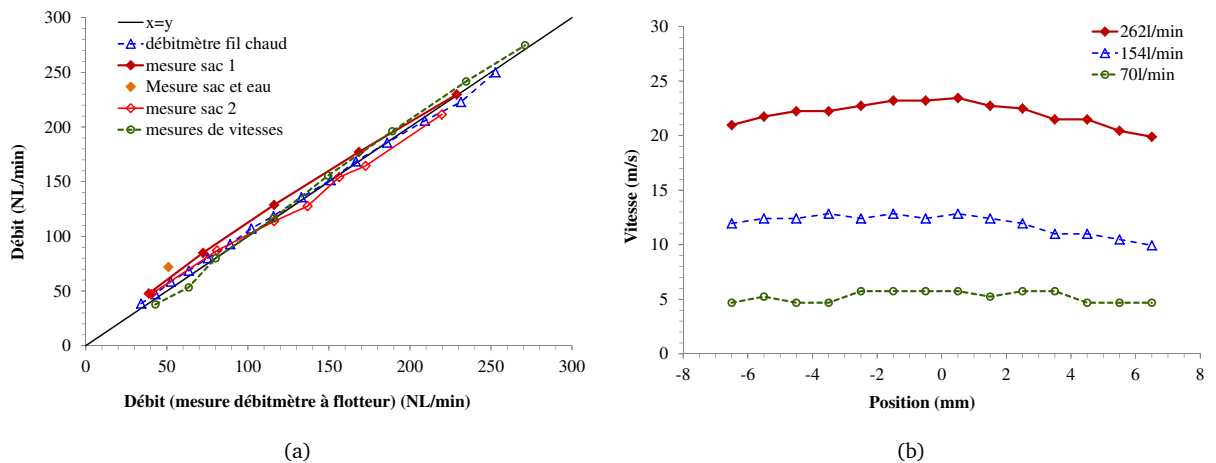 300
250
200
150
100
50
0
Débit (NL/min)
x=y
débitmètre fil chaud
mesure sac 1
Mesure sac et eau
mesure sac 2
mesures de vitesses
0 50 100 150 200 250 300
Débit (mesure débitmètre à flotteur) (NL/min)
(a)
30
25
20
15
10
5
0
Vitesse (m/s)
262l/min
154l/min
70l/min
-8 -6 -4 -2 0 2 4 6 8
Position (mm)
(b)